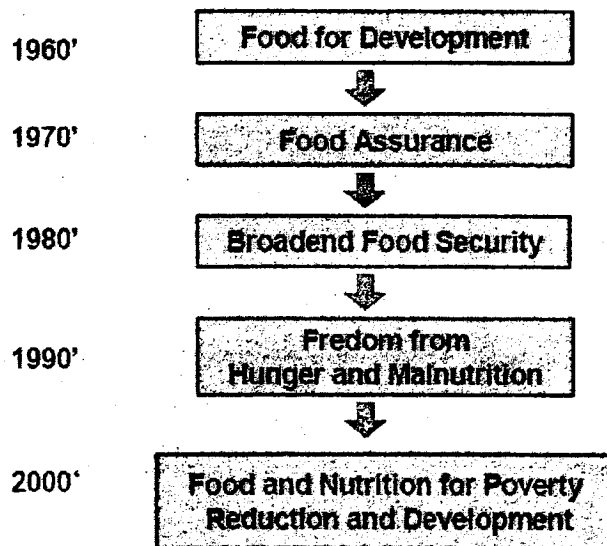 1960' Food for Development
1970' Food Assurance
1980' Broadend Food Security
1990' Fredom from
Hunger and Malnutrition
2000‘ Food and Nutrition for Poverty
Reduction and Development